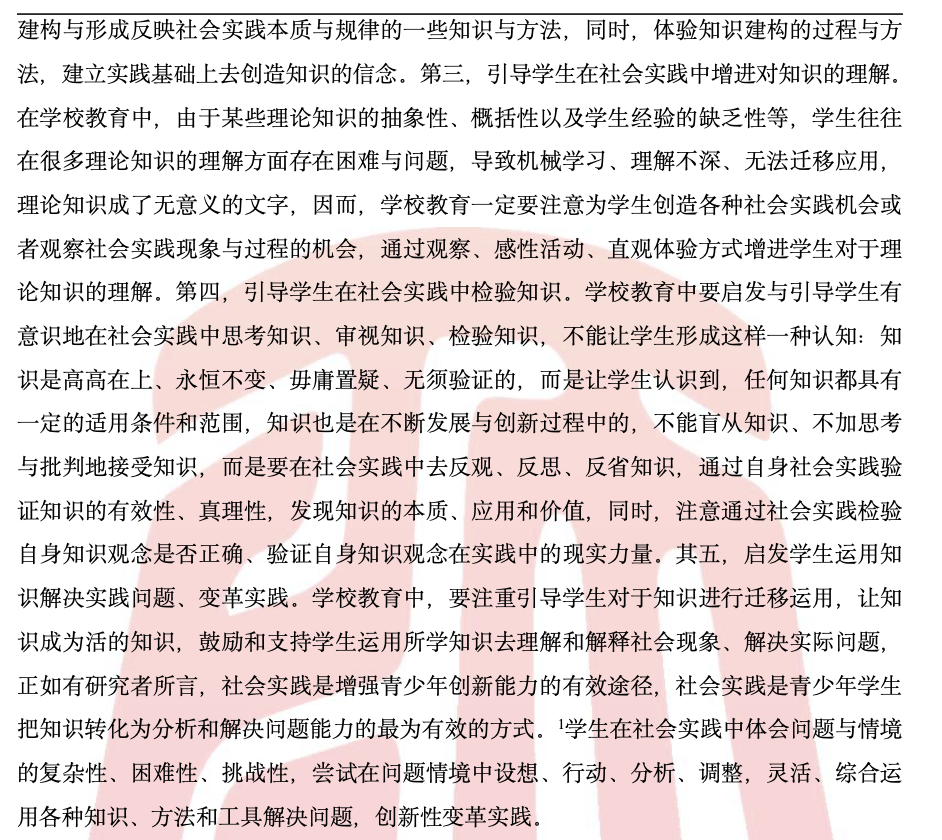 建构与形成反映社会实践本质与规律的一些知识与方法，同时，体验知识建构的过程与方
法，建立实践基础上去创造知识的信念。第三，引导学生在社会实践中增进对知识的理解。
在学校教育中，由于某些理论知识的抽象性、概括性以及学生经验的缺乏性等，学生往往
在很多理论知识的理解方面存在困难与问题，导致机械学习、理解不深、无法迁移应用，
理论知识成了无意义的文字，因而，学校教育一定要注意为学生创造各种社会实践机会或
者观察社会实践现象与过程的机会，通过观察、感性活动、直观体验方式增进学生对于理
论知识的理解。第四，引导学生在社会实践中检验知识。学校教育中要启发与引导学生有
意识地在社会实践中思考知识、审视知识、检验知识，不能让学生形成这样一种认知：知
识是高高在上、永恒不变、毋庸置疑、无须验证的，而是让学生认识到，任何知识都具有
一定的适用条件和范围，知识也是在不断发展与创新过程中的，不能盲从知识、不加思考
与批判地接受知识，而是要在社会实践中去反观、反思、反省知识，通过自身社会实践验
证知识的有效性、真理性，发现知识的本质、应用和价值，同时，注意通过社会实践检验
自身知识观念是否正确、验证自身知识观念在实践中的现实力量。其五，启发学生运用知
识解决实践问题、变革实践。学校教育中，要注重引导学生对于知识进行迁移运用，让知
识成为活的知识，鼓励和支持学生运用所学知识去理解和解释社会现象、解决实际问题，
正如有研究者所言，社会实践是增强青少年创新能力的有效途径，社会实践是青少年学生
把知识转化为分析和解决问题能力的最为有效的方式。¹学生在社会实践中体会问题与情境
的复杂性、困难性、挑战性，尝试在问题情境中设想、行动、分析、调整，灵活、综合运
用各种知识、方法和工具解决问题，创新性变革实践。